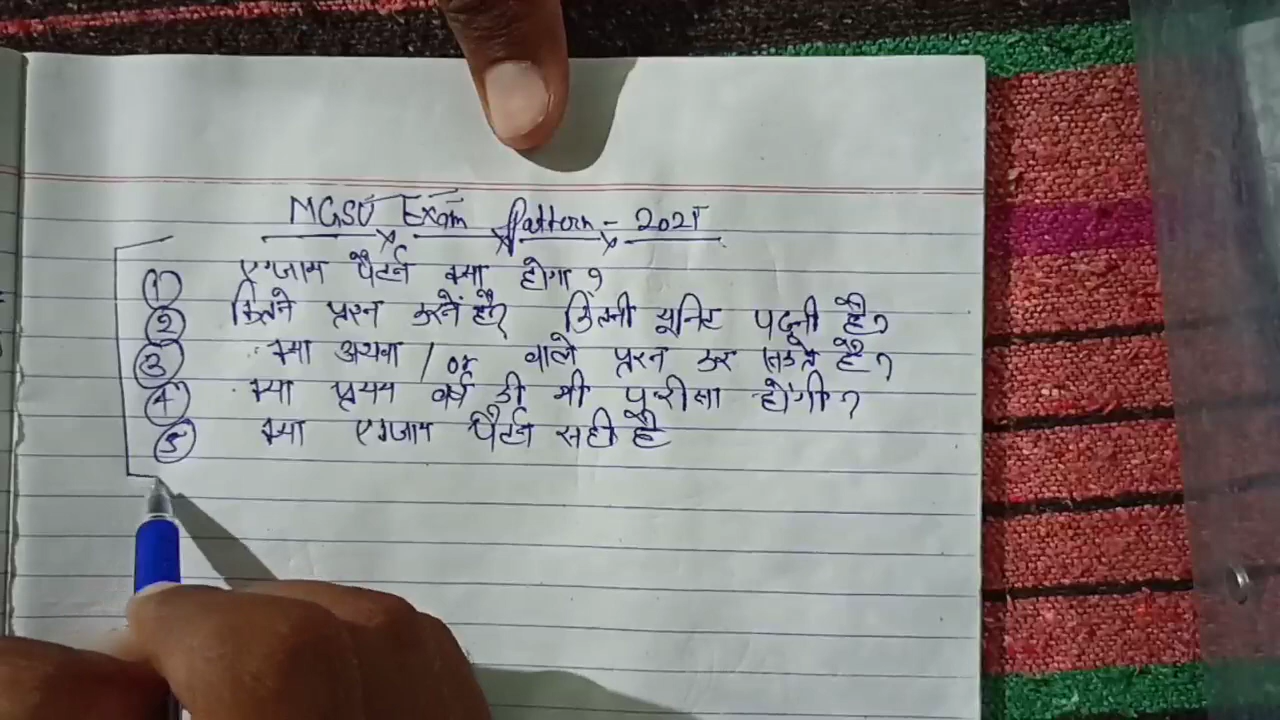 MGSU Exam Pattern - 2021
① एग्जाम पैटर्न क्या होगा ?
② कितने प्रश्न करने है? कितनी यूनिट पढ़नी है?
③ क्या अथवा / or वाले प्रश्न कर सकते है?
④ क्या प्रथम वर्ष की भी परीक्षा होंगी ?
⑤ क्या एग्जाम पैटर्न सही है